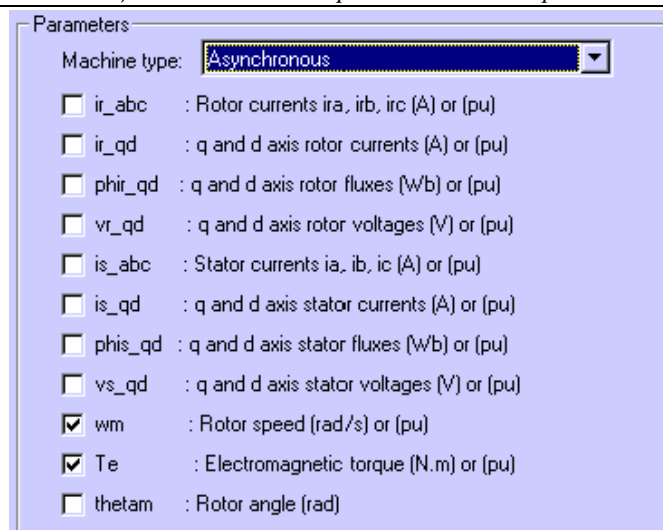 Parameters
Machine type: Asynchronous
ir_abc : Rotor currents ira, irb, irc (A) or (pu)
ir_qd : q and d axis rotor currents (A) or (pu)
phir_qd : q and d axis rotor fluxes (Wb) or (pu)
vr_qd : q and d axis rotor voltages (V) or (pu)
is_abc : Stator currents ia, ib, ic (A) or (pu)
is_qd : q and d axis stator currents (A) or (pu)
phis_qd : q and d axis stator fluxes (Wb) or (pu)
vs_qd : q and d axis stator voltages (V) or (pu)
wm : Rotor speed (rad/s) or (pu)
Te : Electromagnetic torque (N.m) or (pu)
thetam : Rotor angle (rad)